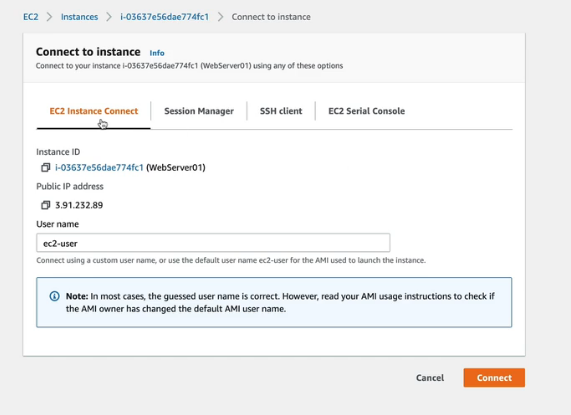 EC2 > Instances > i-03637e56dae774fc1 > Connect to instance
Connect to instance Info
Connect to your instance i-03637e56dae774fc1 (WebServer01) using any of these options
EC2 Instance Connect Session Manager SSH client EC2 Serial Console
Instance ID
i-03637e56dae774fc1 (WebServer01)
Public IP address
3.91.232.89
User name
ec2-user
Connect using a custom user name, or use the default user name ec2-user for the AMI used to launch the instance.
Note: In most cases, the guessed user name is correct. However, read your AMI usage instructions to check if
the AMI owner has changed the default AMI user name.
Cancel Connect